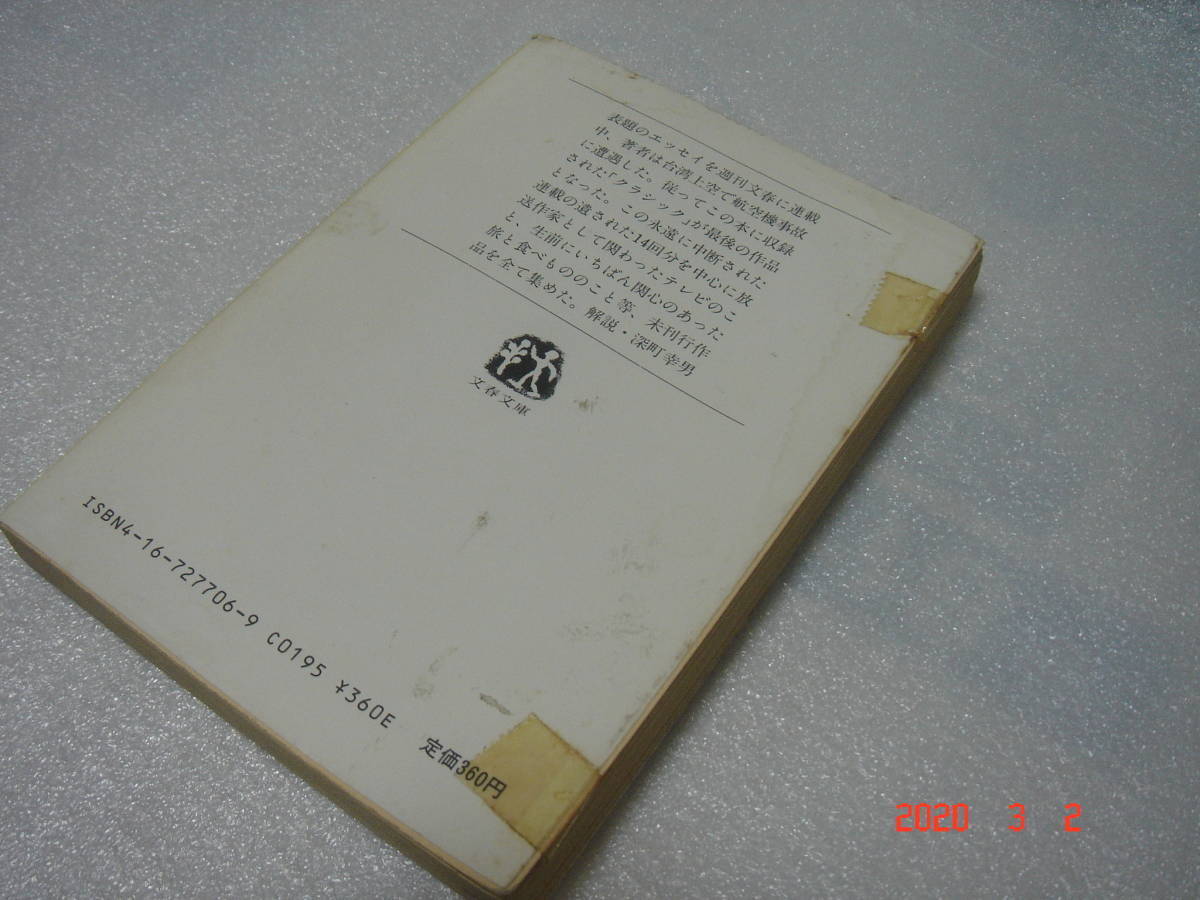 表題のエッセイを週刊文春に連載
中、著者は台湾上空で航空機事故
に遭遇した。従ってこの本に収録
された「クラシック」が最後の作品
となった。この永遠に中断された
連載の遺された14回分を中心に放
送作家として関わったテレビのこ
と、生前にいちばん関心のあった
旅と食べもののこと等、未刊行作
品を全て集めた。解説・深町幸男
文春文庫
ISBN4-16-727706-9 C0195 ¥360E 定価360円
2020 3 2